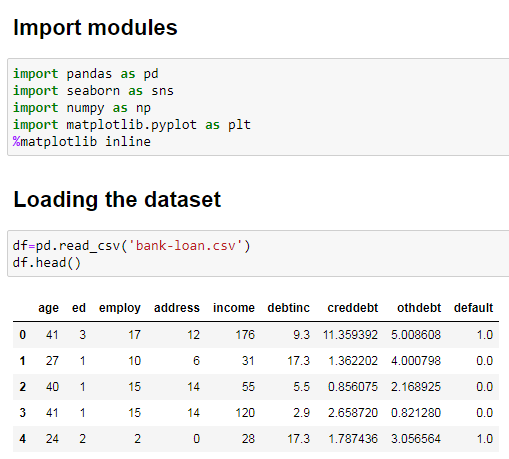 Import modules
import pandas as pd
import seaborn as sns
import numpy as np
import matplotlib.pyplot as plt
%matplotlib inline
Loading the dataset
df=pd.read_csv('bank-loan.csv')
df.head()
age ed employ address income debtinc creddebt othdebt default
0 41 3 17 12 176 9.3 11.359392 5.008608 1.0
1 27 1 10 6 31 17.3 1.362202 4.000798 0.0
2 40 1 15 14 55 5.5 0.856075 2.168925 0.0
3 41 1 15 14 120 2.9 2.658720 0.821280 0.0
4 24 2 2 0 28 17.3 1.787436 3.056564 1.0